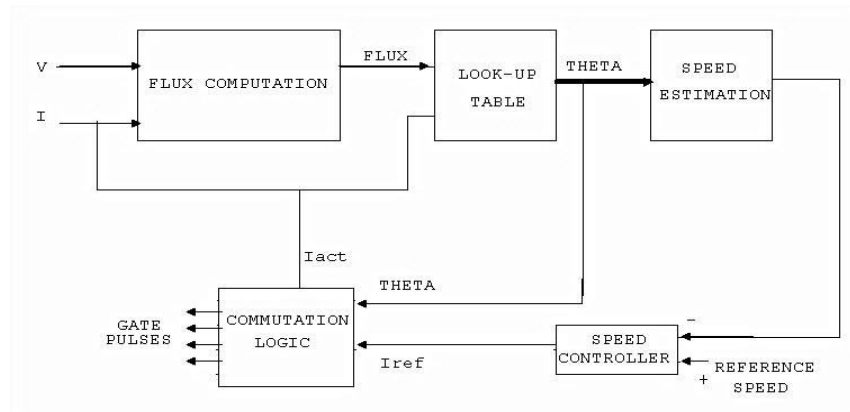 V
I
FLUX COMPUTATION
FLUX
LOOK-UP
TABLE
THETA
SPEED
ESTIMATION
Iact
THETA
GATE
PULSES
COMMUTATION
LOGIC
Iref
SPEED
CONTROLLER
-
+
REFERENCE
SPEED